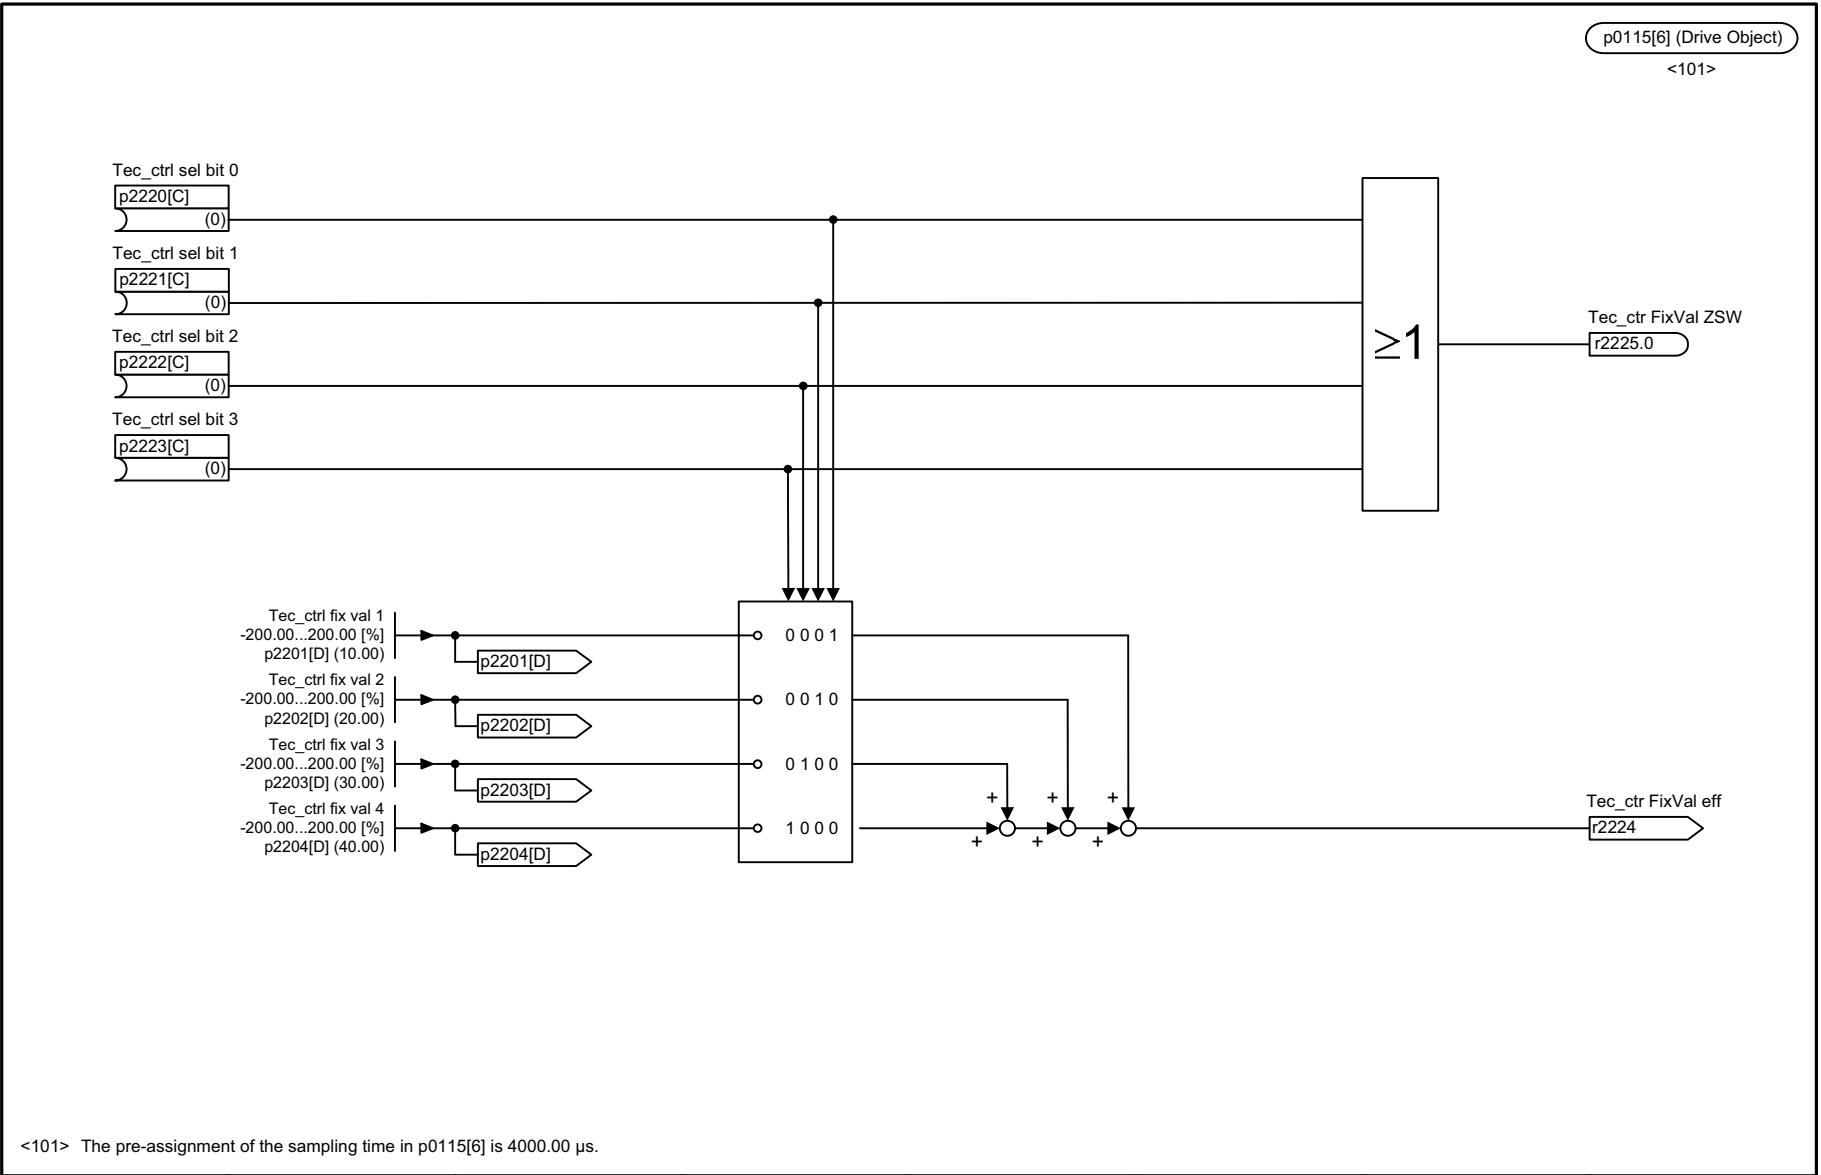 p0115[6] (Drive Object)
<101>
Tec_ctrl sel bit 0
p2220[C]
(0)
Tec_ctrl sel bit 1
p2221[C]
(0)
Tec_ctrl sel bit 2
p2222[C]
(0)
Tec_ctrl sel bit 3
p2223[C]
(0)
≥1
Tec_ctr FixVal ZSW
r2225.0
Tec_ctrl fix val 1
-200.00...200.00 [%]
p2201[D] (10.00)
p2201[D]
0 0 0 1
Tec_ctrl fix val 2
-200.00...200.00 [%]
p2202[D] (20.00)
p2202[D]
0 0 1 0
Tec_ctrl fix val 3
-200.00...200.00 [%]
p2203[D] (30.00)
p2203[D]
0 1 0 0
Tec_ctrl fix val 4
-200.00...200.00 [%]
p2204[D] (40.00)
p2204[D]
1 0 0 0
+ + +
+ + +
Tec_ctr FixVal eff
r2224
<101> The pre-assignment of the sampling time in p0115[6] is 4000.00 µs.